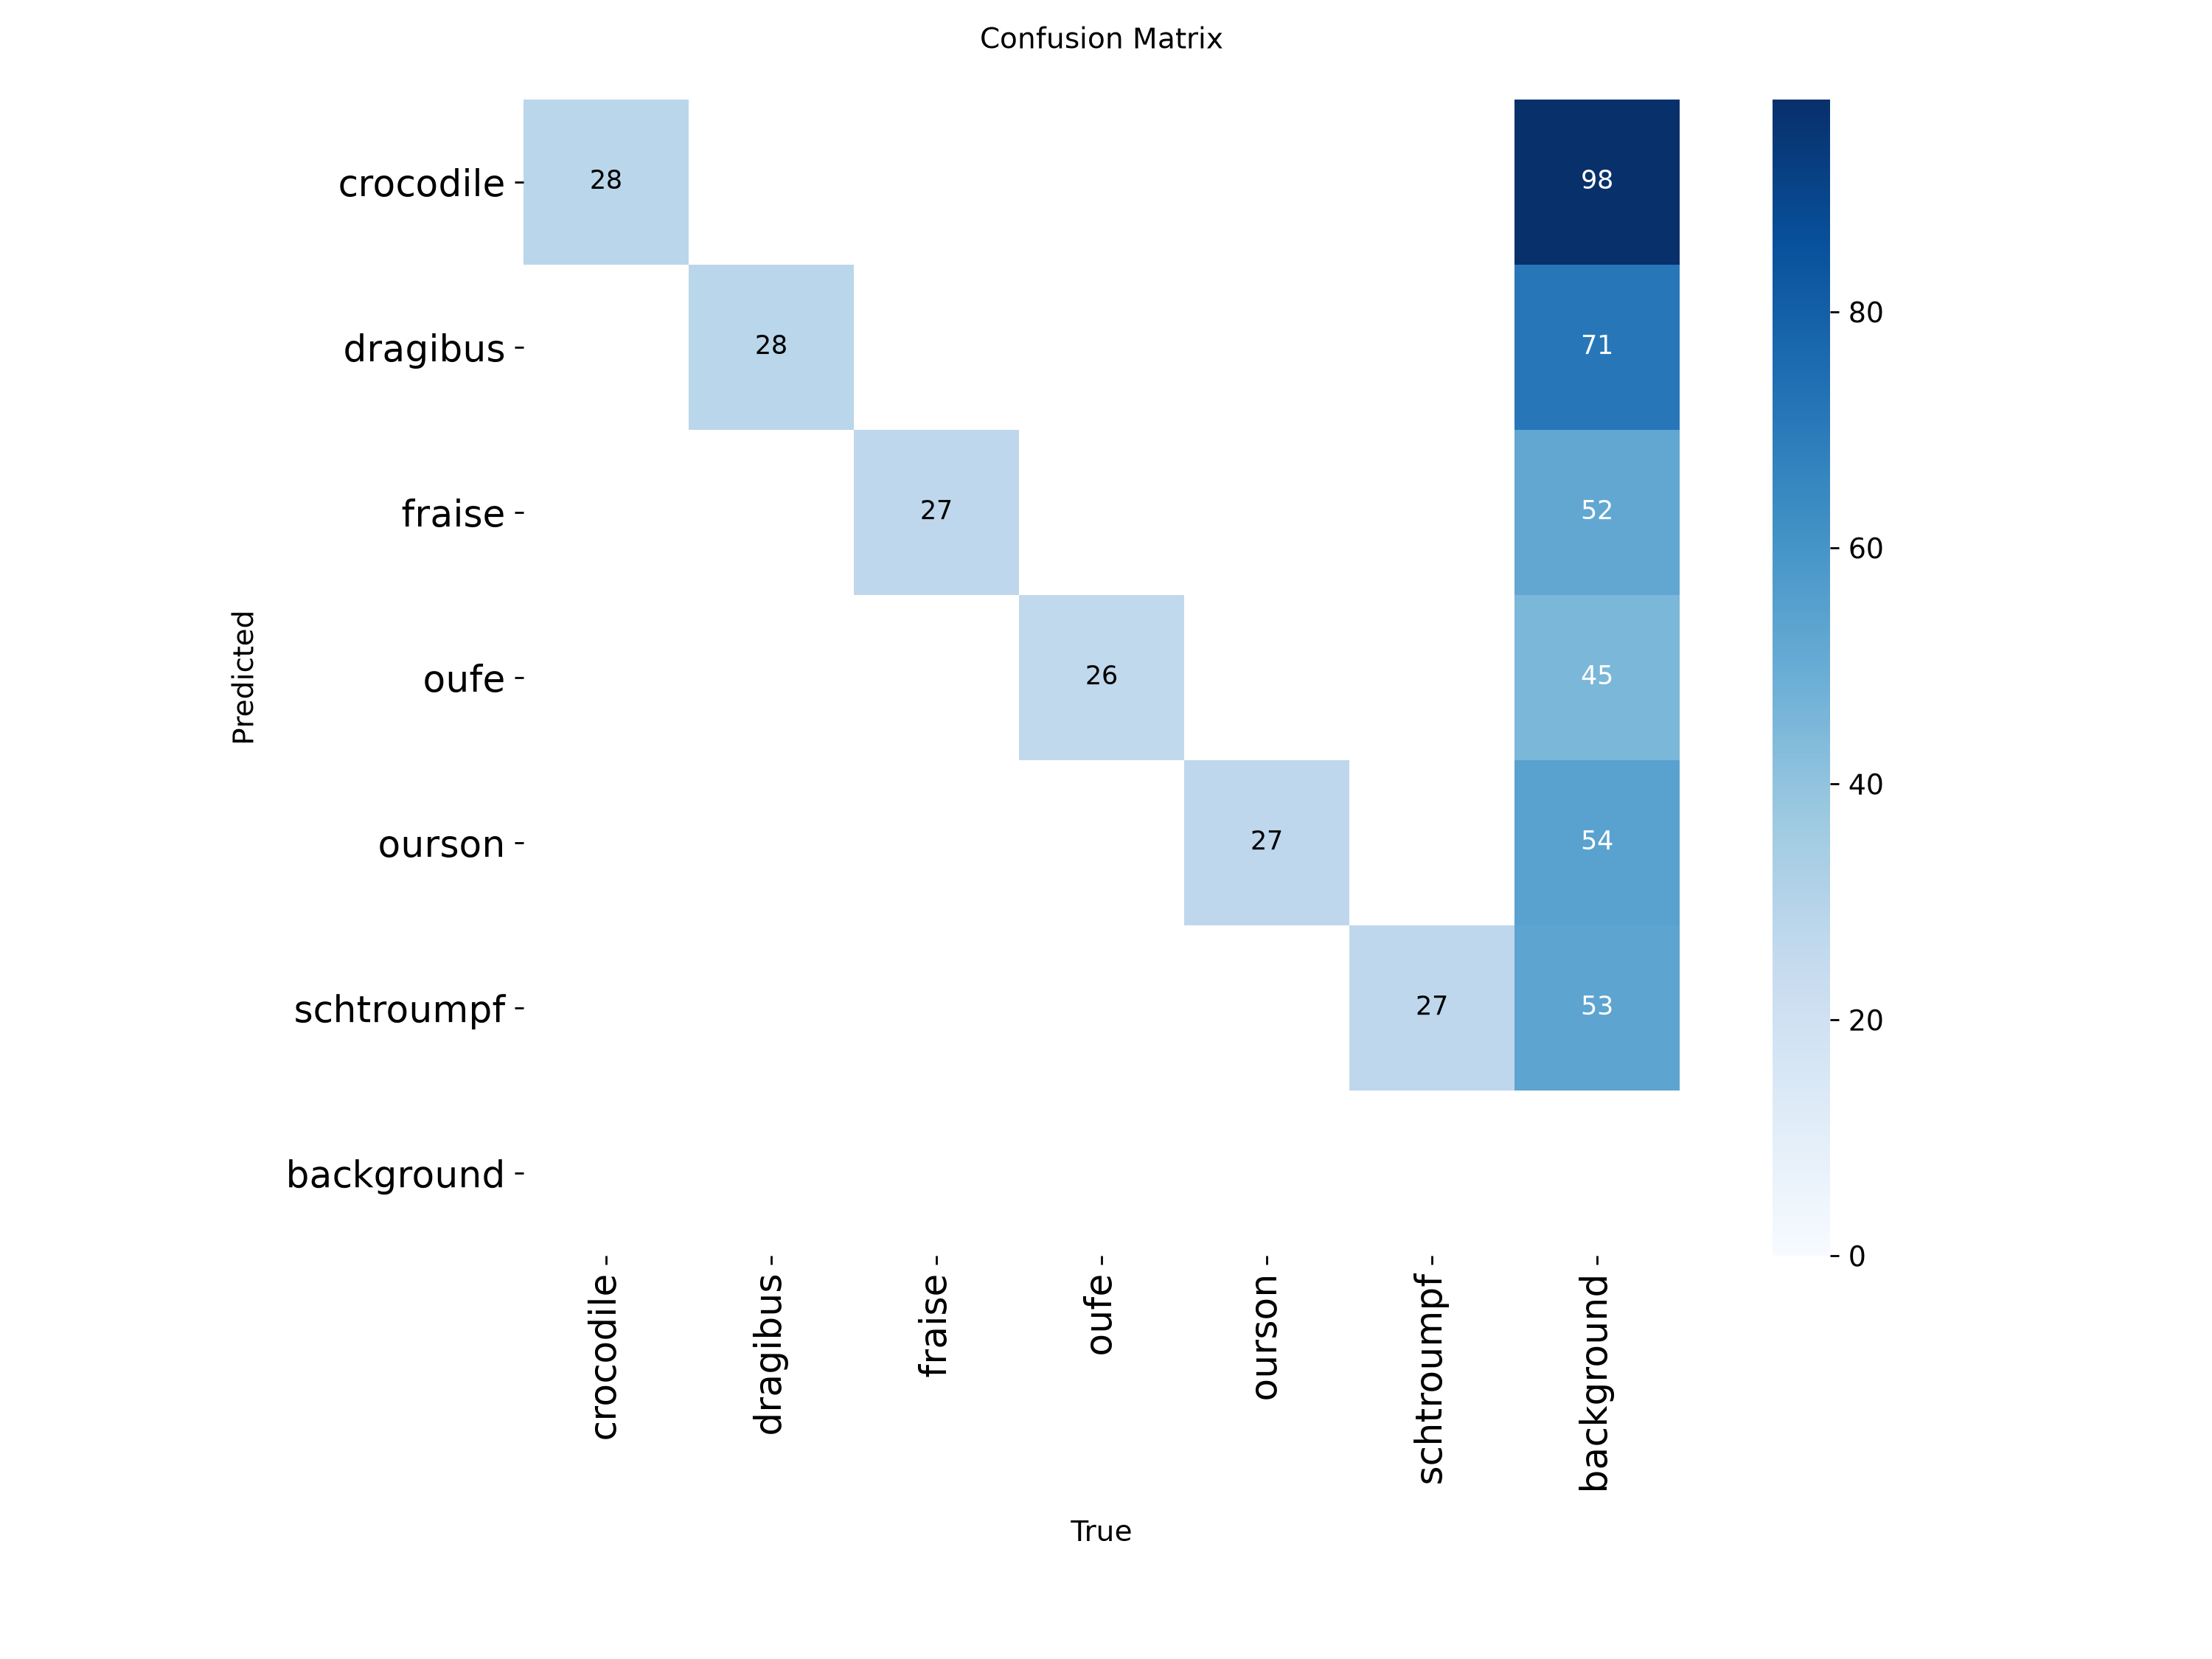 Confusion Matrix
crocodile
28
98
dragibus
28
71
80
fraise
27
52
60
Predicted
oufe
26
45
40
ourson
27
54
schtroumpf
27
53
20
background
0
crocodile
dragibus
fraise
oufe
ourson
schtroumpf
background
True